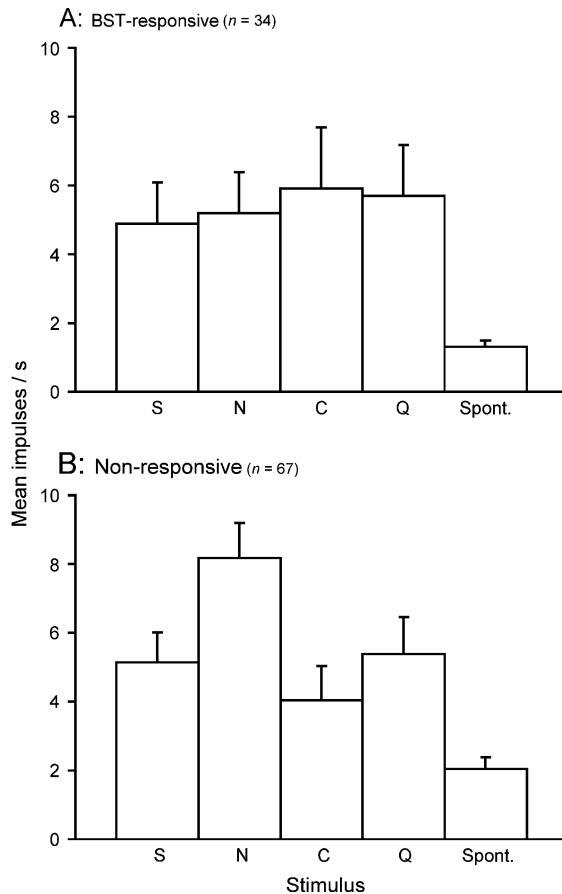 A: BST-responsive (n = 34)
10
8
6
4
2
0
S N C Q Spont.
Mean impulses / s
B: Non-responsive (n = 67)
10
8
6
4
2
0
S N C Q Spont.
Stimulus